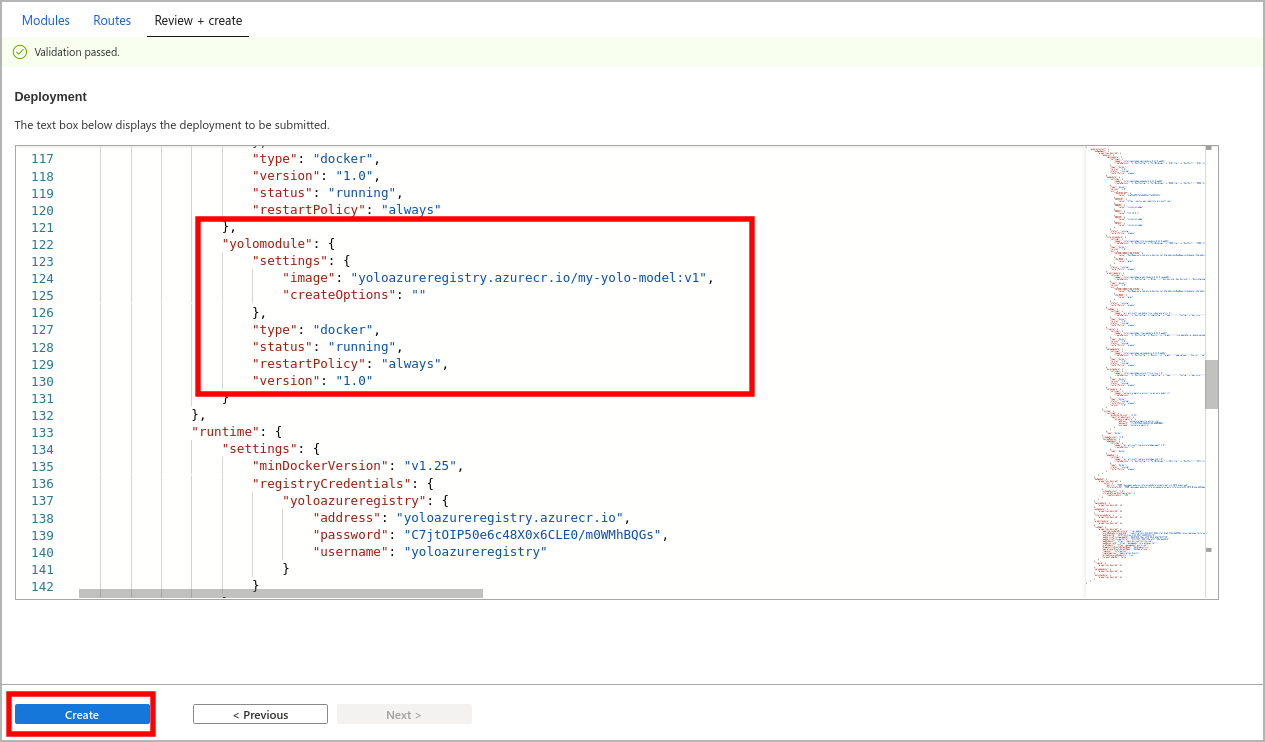 Modules Routes Review + create
Validation passed.
Deployment
The text box below displays the deployment to be submitted.
117 "type": "docker",
118 "version": "1.0",
119 "status": "running",
120 "restartPolicy": "always"
121 },
122 "yolomodule": {
123 "settings": {
124 "image": "yoloazureregistry.azurecr.io/my-yolo-model:v1",
125 "createOptions": ""
126 },
127 "type": "docker",
128 "status": "running",
129 "restartPolicy": "always",
130 "version": "1.0"
131 }
132 },
133 "runtime": {
134 "settings": {
135 "minDockerVersion": "v1.25",
136 "registryCredentials": {
137 "yoloazureregistry": {
138 "address": "yoloazureregistry.azurecr.io",
139 "password": "C7jtOIP50e6c48X0x6CLE0/m0WMhBQGs",
140 "username": "yoloazureregistry"
141 }
142 }
Create < Previous Next >